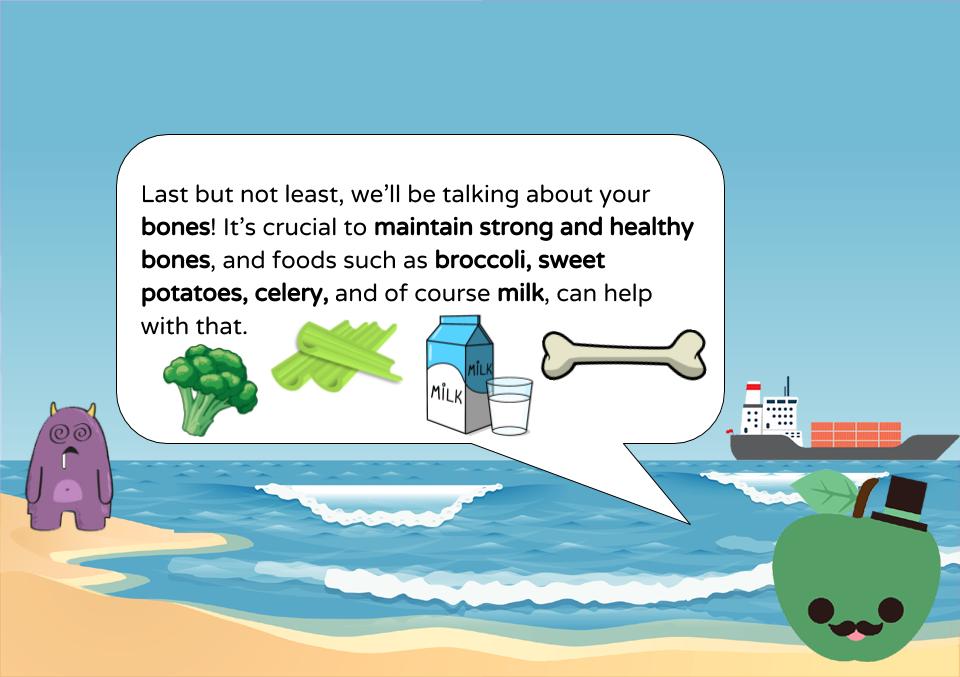 Last but not least, we’ll be talking about your
bones! It’s crucial to maintain strong and healthy
bones, and foods such as broccoli, sweet
potatoes, celery, and of course milk, can help
with that.
MiLK
MiLK